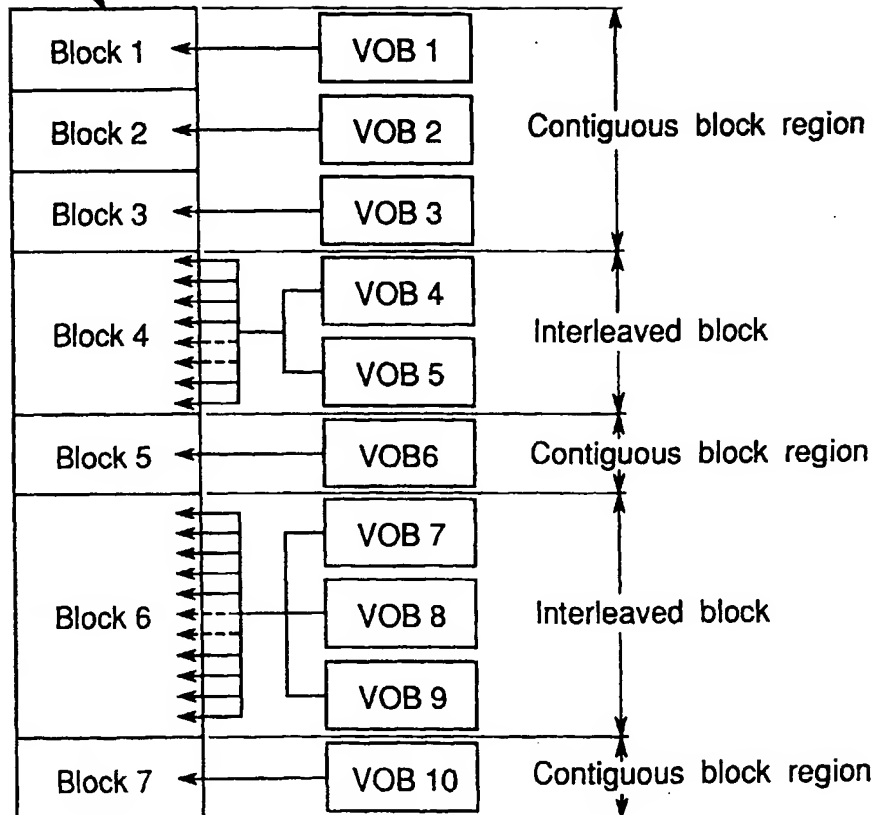 Block 1
VOB 1
Block 2
VOB 2
Contiguous block region
Block 3
VOB 3
VOB 4
Block 4
Interleaved block
VOB 5
Block 5
VOB6
Contiguous block region
VOB 7
Block 6
VOB 8
Interleaved block
VOB 9
Block 7
VOB 10
Contiguous block region